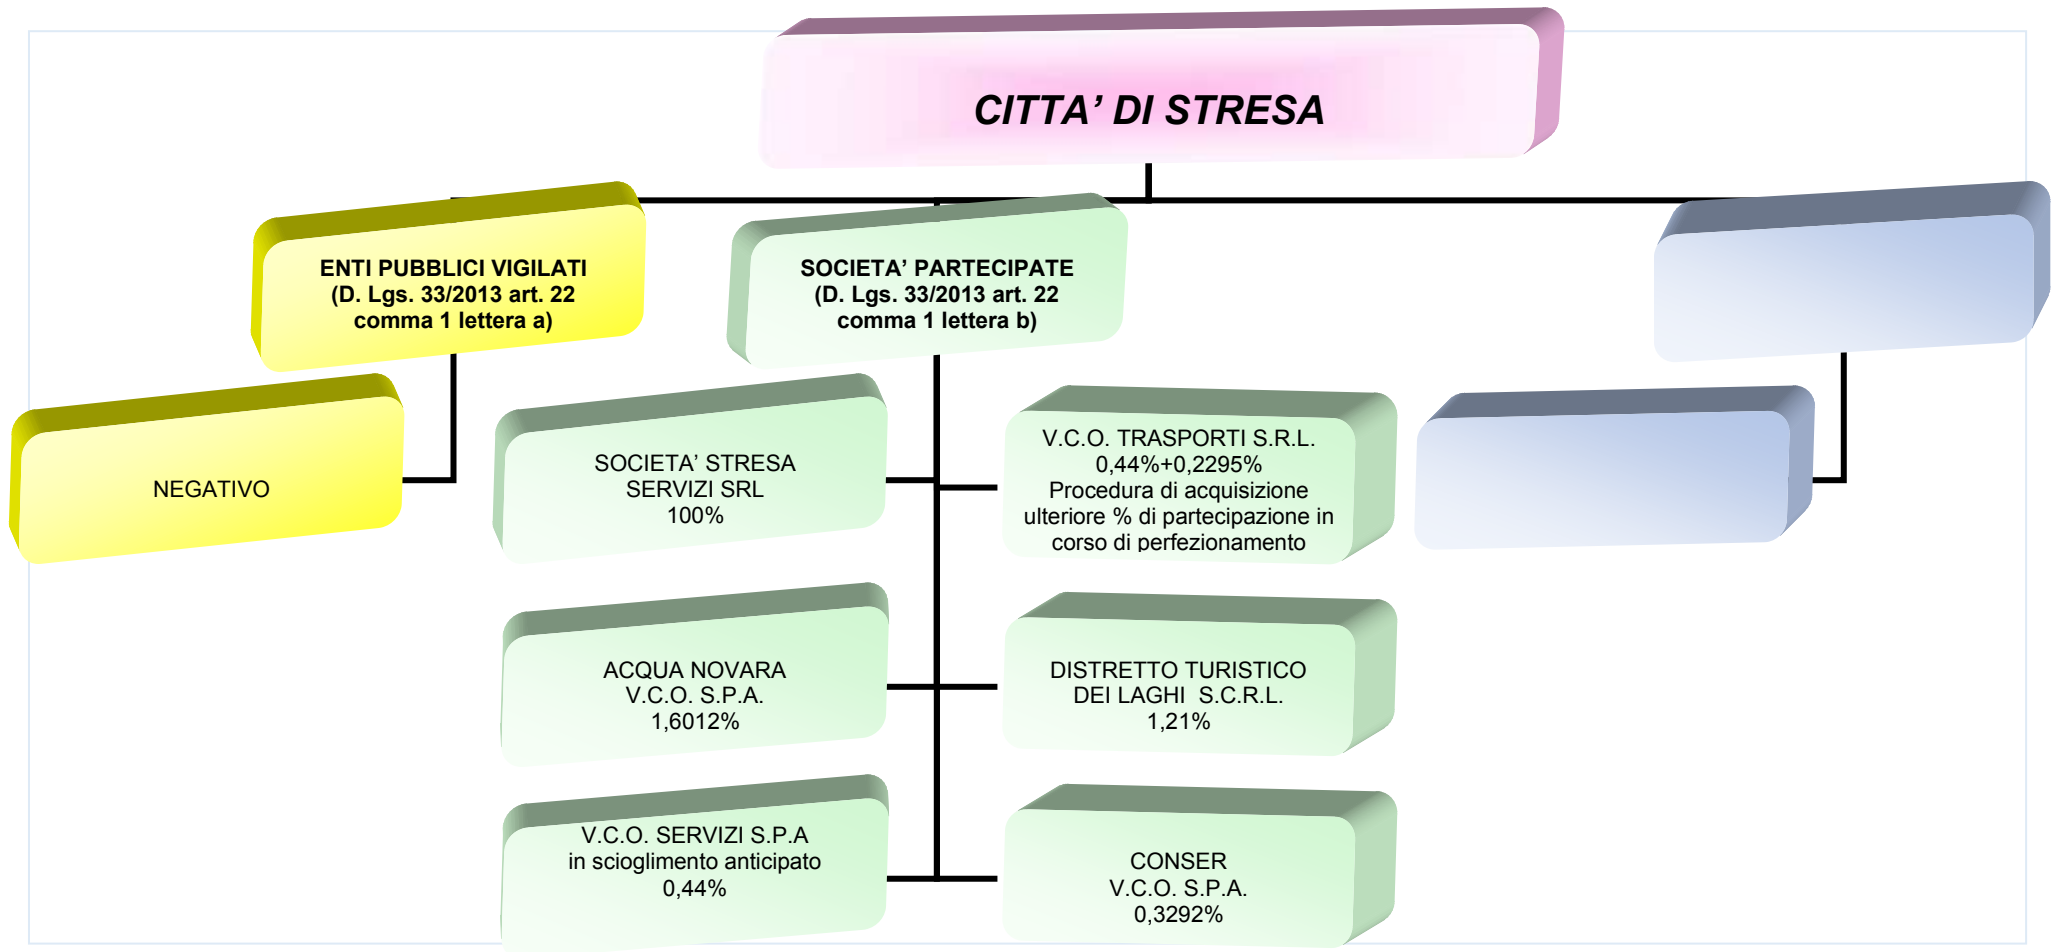 CITTA’ DI STRESA
ENTI PUBBLICI VIGILATI
(D. Lgs. 33/2013 art. 22
comma 1 lettera a)
SOCIETA’ PARTECIPATE
(D. Lgs. 33/2013 art. 22
comma 1 lettera b)
NEGATIVO
SOCIETA’ STRESA
SERVIZI SRL
100%
V.C.O. TRASPORTI S.R.L.
0,44%+0,2295%
Procedura di acquisizione
ulteriore % di partecipazione in
corso di perfezionamento
ACQUA NOVARA
V.C.O. S.P.A.
1,6012%
DISTRETTO TURISTICO
DEI LAGHI S.C.R.L.
1,21%
V.C.O. SERVIZI S.P.A
in scioglimento anticipato
0,44%
CONSER
V.C.O. S.P.A.
0,3292%